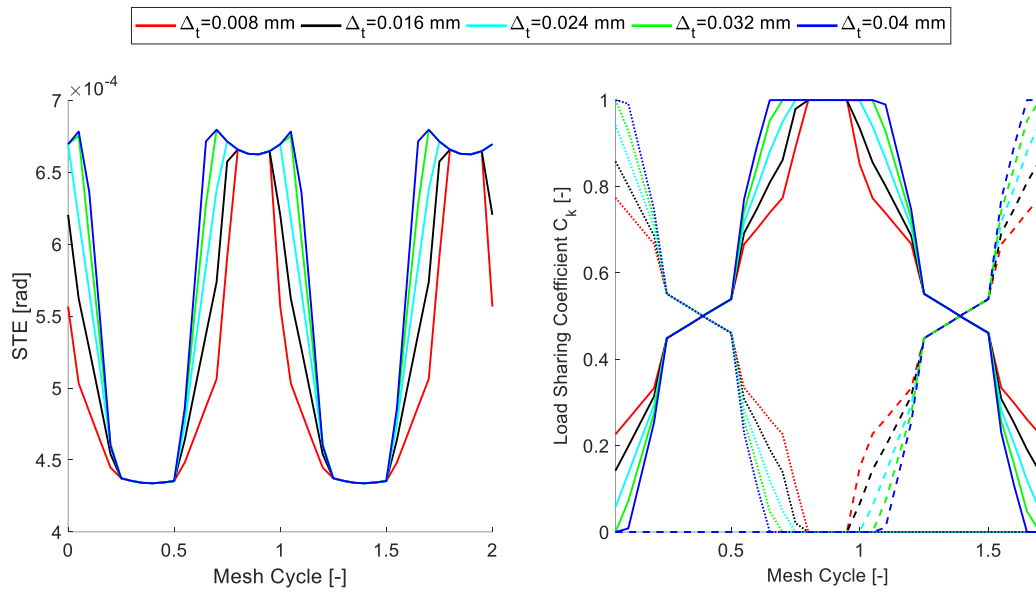 Δt=0.008 mm Δt=0.016 mm Δt=0.024 mm Δt=0.032 mm Δt=0.04 mm
×10-4
7
6.5
6
5.5
5
4.5
4
STE [rad]
0 0.5 1 1.5 2
Mesh Cycle [-]
1
0.8
0.6
0.4
0.2
0
Load Sharing Coefficient Ck [-]
0.5 1 1.5
Mesh Cycle [-]